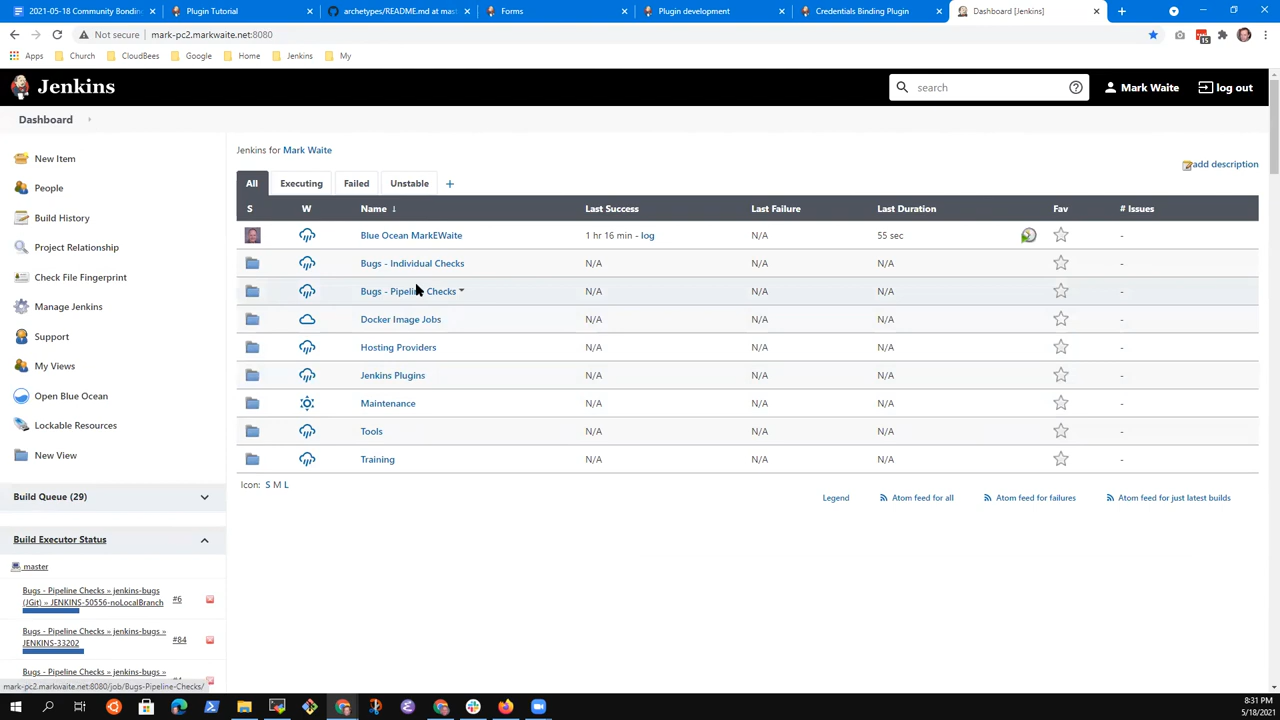 2021-05-18 Community Bonding
Plugin Tutorial
archetypes/README.md at mas
Forms
Plugin development
Credentials Binding Plugin
Dashboard [Jenkins]
Not secure
mark-pc2.markwaite.net:8080
15
Apps
Church
CloudBees
Google
Home
Jenkins
My
Jenkins
search
Mark Waite
log out
Dashboard
New Item
People
Build History
Project Relationship
Check File Fingerprint
Manage Jenkins
Support
My Views
Open Blue Ocean
Lockable Resources
New View
Build Queue (29)
Build Executor Status
master
Bugs - Pipeline Checks » jenkins-bugs
(JGit) » JENKINS-50556-noLocalBranch
#6
Bugs - Pipeline Checks » jenkins-bugs »
JENKINS-33202
#84
Bugs - Pipeline Checks » jenkins-bugs »
mark-pc2.markwaite.net:8080/job/Bugs-Pipeline-Checks/
Jenkins for Mark Waite
add description
All
Executing
Failed
Unstable
+
S W Name ↓ Last Success Last Failure Last Duration Fav # Issues
Blue Ocean MarkEWaite 1 hr 16 min - log N/A 55 sec -
Bugs - Individual Checks N/A N/A N/A -
Bugs - Pipeline Checks N/A N/A N/A -
Docker Image Jobs N/A N/A N/A -
Hosting Providers N/A N/A N/A -
Jenkins Plugins N/A N/A N/A -
Maintenance N/A N/A N/A -
Tools N/A N/A N/A -
Training N/A N/A N/A -
Icon: S M L
Legend
Atom feed for all
Atom feed for failures
Atom feed for just latest builds
8:31 PM
5/18/2021